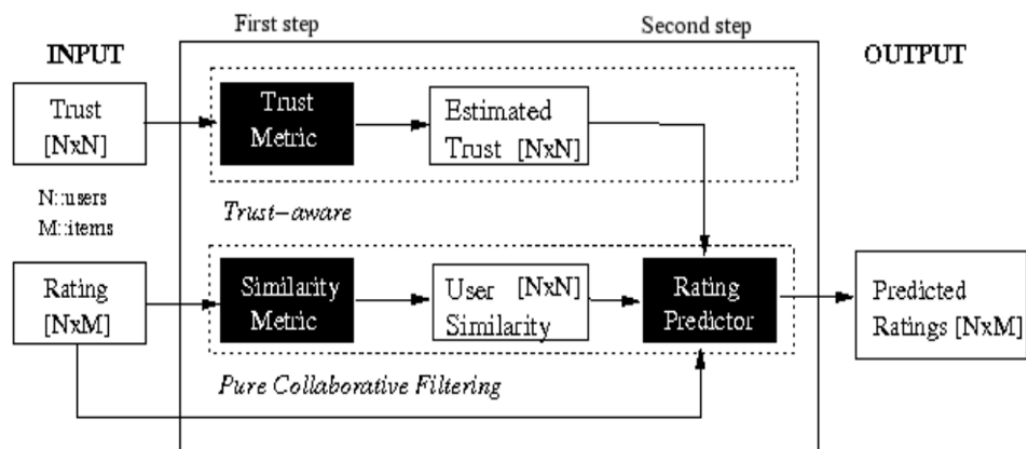 First step
Second step
INPUT
OUTPUT
Trust
[NxN]
Trust
Metric
Estimated
Trust [NxN]
N::users
M::items
Trust-aware
Rating
[NxM]
Similarity
Metric
User [NxN]
Similarity
Rating
Predictor
Predicted
Ratings [NxM]
Pure Collaborative Filtering